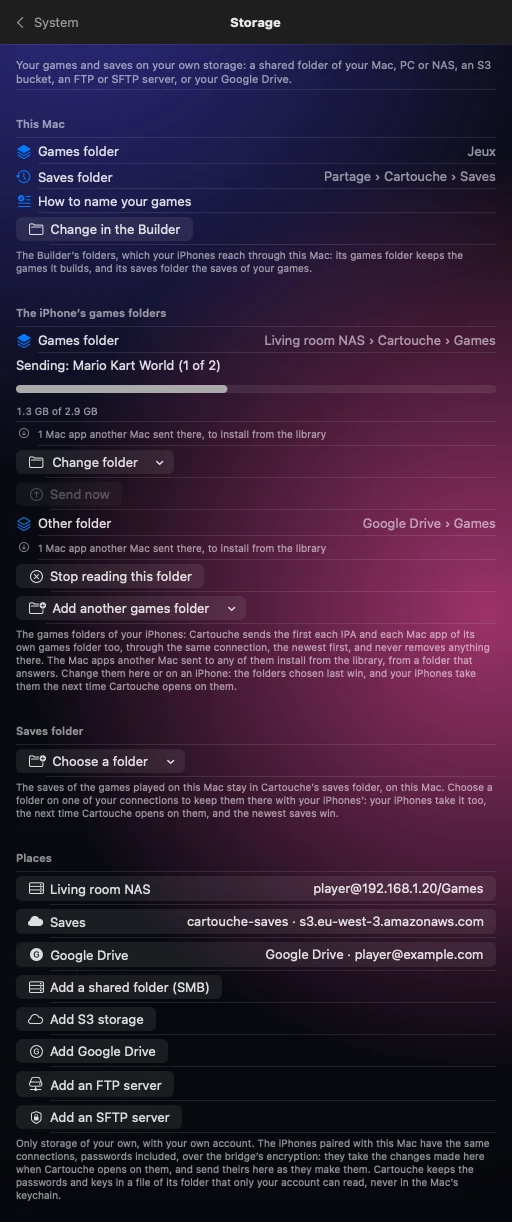 System
Storage
Your games and saves on your own storage: a shared folder of your Mac, PC or NAS, an S3
bucket, an FTP or SFTP server, or your Google Drive.
This Mac
Games folder
Jeux
Saves folder
Partage › Cartouche › Saves
How to name your games
Change in the Builder
The Builder's folders, which your iPhones reach through this Mac: its games folder keeps the
games it builds, and its saves folder the saves of your games.
The iPhone's games folders
Games folder
Living room NAS › Cartouche › Games
Sending: Mario Kart World (1 of 2)
1.3 GB of 2.9 GB
1 Mac app another Mac sent there, to install from the library
Change folder
Send now
Other folder
Google Drive › Games
1 Mac app another Mac sent there, to install from the library
Stop reading this folder
Add another games folder
The games folders of your iPhones: Cartouche sends the first each IPA and each Mac app of its
own games folder too, through the same connection, the newest first, and never removes anything
there. The Mac apps another Mac sent to any of them install from the library, from a folder that
answers. Change them here or on an iPhone: the folders chosen last win, and your iPhones take
them the next time Cartouche opens on them.
Saves folder
Choose a folder
The saves of the games played on this Mac stay in Cartouche's saves folder, on this Mac. Choose a
folder on one of your connections to keep them there with your iPhones': your iPhones take it too,
the next time Cartouche opens on them, and the newest saves win.
Places
Living room NAS
player@192.168.1.20/Games
Saves
cartouche-saves · s3.eu-west-3.amazonaws.com
Google Drive
Google Drive · player@example.com
Add a shared folder (SMB)
Add S3 storage
Add Google Drive
Add an FTP server
Add an SFTP server
Only storage of your own, with your own account. The iPhones paired with this Mac have the same
connections, passwords included, over the bridge's encryption: they take the changes made here
when Cartouche opens on them, and send theirs here as they make them. Cartouche keeps the
passwords and keys in a file of its folder that only your account can read, never in the Mac's
keychain.